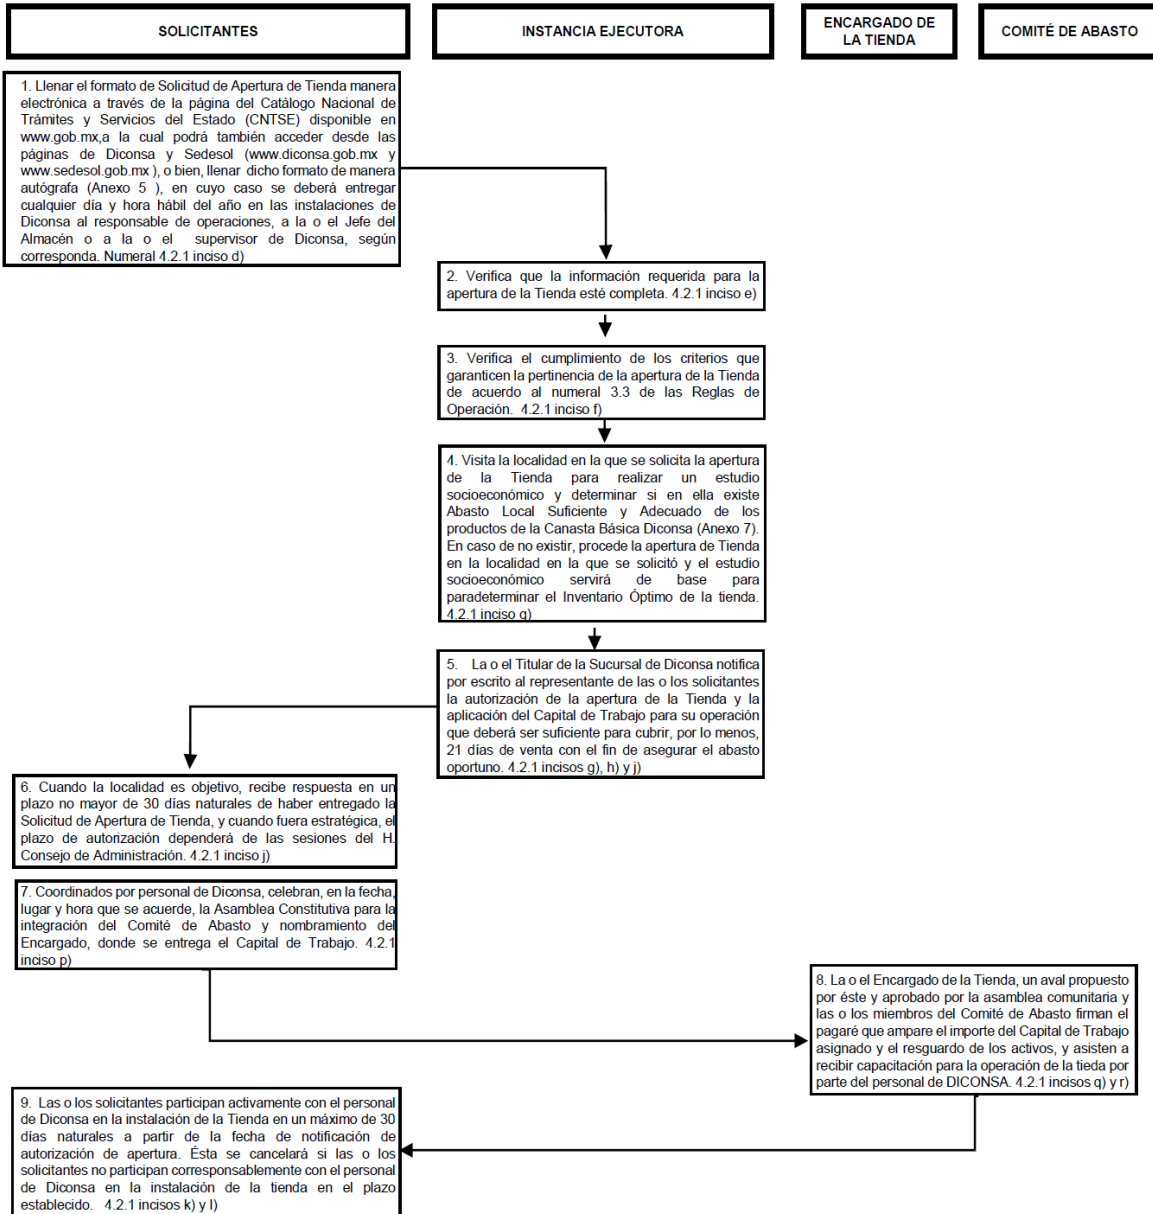 SOLICITANTES
INSTANCIA EJECUTORA
ENCARGADO DE
LA TIENDA
COMITÉ DE ABASTO
1. Llenar el formato de Solicitud de Apertura de Tienda manera
electrónica a través de la página del Catálogo Nacional de
Trámites y Servicios del Estado (CNTSE) disponible en
www.gob.mx,a la cual podrá también acceder desde las
páginas de Diconsa y Sedesol (www.diconsa.gob.mx y
www.sedesol.gob.mx ), o bien, llenar dicho formato de manera
autógrafa (Anexo 5 ), en cuyo caso se deberá entregar
cualquier día y hora hábil del año en las instalaciones de
Diconsa al responsable de operaciones, a la o el Jefe del
Almacén o a la o el supervisor de Diconsa, según
corresponda. Numeral 4.2.1 inciso d)
2. Verifica que la información requerida para la
apertura de la Tienda esté completa. 4.2.1 inciso e)
3. Verifica el cumplimiento de los criterios que
garanticen la pertinencia de la apertura de la Tienda
de acuerdo al numeral 3.3 de las Reglas de
Operación. 4.2.1 inciso f)
4. Visita la localidad en la que se solicita la apertura
de la Tienda para realizar un estudio
socioeconómico y determinar si en ella existe
Abasto Local Suficiente y Adecuado de los
productos de la Canasta Básica Diconsa (Anexo 7).
En caso de no existir, procede la apertura de Tienda
en la localidad en la que se solicitó y el estudio
socioeconómico servirá de base para
paradeterminar el Inventario Óptimo de la tienda.
4.2.1 inciso g)
5. La o el Titular de la Sucursal de Diconsa notifica
por escrito al representante de las o los solicitantes
la autorización de la apertura de la Tienda y la
aplicación del Capital de Trabajo para su operación
que deberá ser suficiente para cubrir, por lo menos,
21 días de venta con el fin de asegurar el abasto
oportuno. 4.2.1 incisos g), h) y j)
6. Cuando la localidad es objetivo, recibe respuesta en un
plazo no mayor de 30 días naturales de haber entregado la
Solicitud de Apertura de Tienda, y cuando fuera estratégica, el
plazo de autorización dependerá de las sesiones del H.
Consejo de Administración. 4.2.1 inciso j)
7. Coordinados por personal de Diconsa, celebran, en la fecha,
lugar y hora que se acuerde, la Asamblea Constitutiva para la
integración del Comité de Abasto y nombramiento del
Encargado, donde se entrega el Capital de Trabajo. 4.2.1
inciso p)
8. La o el Encargado de la Tienda, un aval propuesto
por éste y aprobado por la asamblea comunitaria y
las o los miembros del Comité de Abasto firman el
pagaré que ampare el importe del Capital de Trabajo
asignado y el resguardo de los activos, y asisten a
recibir capacitación para la operación de la tieda por
parte del personal de DICONSA. 4.2.1 incisos q) y r)
9. Las o los solicitantes participan activamente con el personal
de Diconsa en la instalación de la Tienda en un máximo de 30
días naturales a partir de la fecha de notificación de
autorización de apertura. Ésta se cancelará si las o los
solicitantes no participan corresponsablemente con el personal
de Diconsa en la instalación de la tienda en el plazo
establecido. 4.2.1 incisos k) y l)